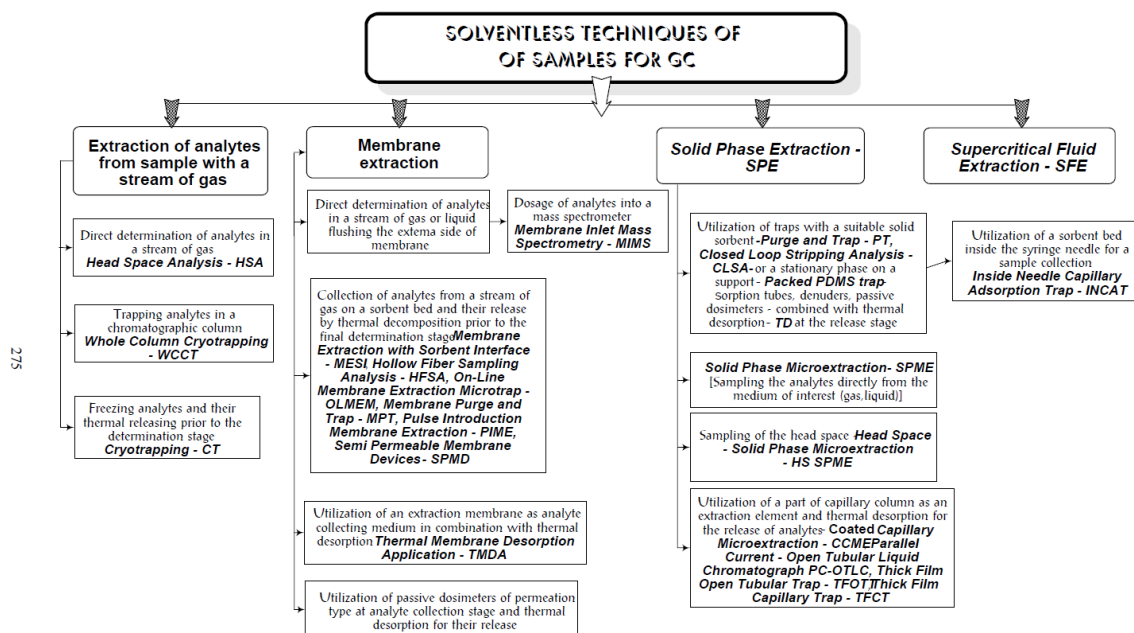 SOLVENTLESS TECHNIQUES OF
OF SAMPLES FOR GC
Extraction of analytes
from sample with a
stream of gas
Direct determination of analytes in
a stream of gas
Head Space Analysis - HSA
Trapping analytes in
a chromatographic column
Whole Column Cryotrapping
- WCCT
Freezing analytes and their
thermal releasing prior to the
determination stage
Cryotrapping - CT
Membrane
extraction
Direct determination of analytes
in a stream of gas or liquid
flushing the extema side of
membrane
Dosage of analytes into a
mass spectrometer
Membrane Inlet Mass
Spectrometry - MIMS
Collection of analytes from a stream of
gas on a sorbent bed and their release
by thermal decomposition prior to the
final determination stage Membrane
Extraction with Sorbent Interface
- MESI, Hollow Fiber Sampling
Analysis - HFSA, On-Line
Membrane Extraction Microtrap -
OLMEM, Membrane Purge and
Trap - MPT, Pulse Introduction
Membrane Extraction - PIME,
Semi Permeable Membrane
Devices- SPMD
Utilization of an extraction membrane as analyte
collecting medium in combination with thermal
desorption Thermal Membrane Desorption
Application - TMDA
Utilization of passive dosimeters of permeation
type at analyte collection stage and thermal
desorption for their release
Solid Phase Extraction -
SPE
Utilization of traps with a suitable solid
sorbent -Purge and Trap - PT,
Closed Loop Stripping Analysis -
CLSA- or a stationary phase on a
support - Packed PDMS trap-
sorption tubes, denuders, passive
dosimeters - combined with thermal
desorption - TD at the release stage
Solid Phase Microextraction- SPME
[Sampling the analytes directly from the
medium of interest (gas,liquid)]
Sampling of the head space -Head Space
- Solid Phase Microextraction
- HS SPME
Utilization of a part of capillary column as an
extraction element and thermal desorption for
the release of analytes- Coated Capillary
Microextraction - CCMEParallel
Current - Open Tubular Liquid
Chromatograph PC-OTLC, Thick Film
Open Tubular Trap - TFOT,Thick Film
Capillary Trap - TFCT
Supercritical Fluid
Extraction - SFE
Utilization of a sorbent bed
inside the syringe needle for a
sample collection
Inside Needle Capillary
Adsorption Trap - INCAT
275